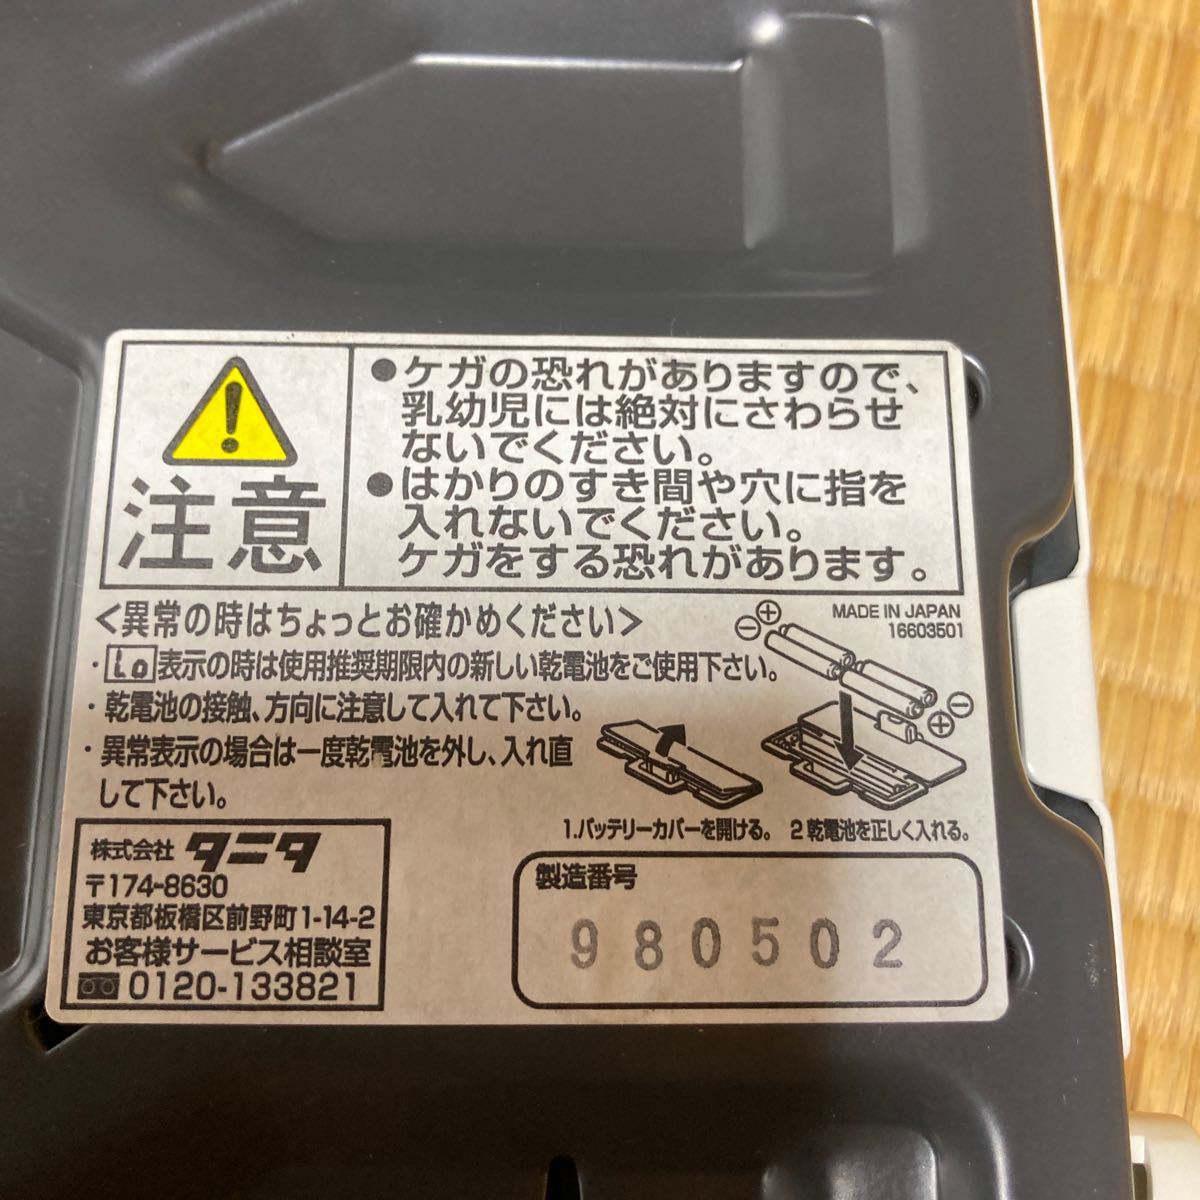 注意
●ケガの恐れがありますので、
乳幼児には絶対にさわらせ
ないでください。
●はかりのすき間や穴に指を
入れないでください。
ケガをする恐れがあります。
<異常の時はちょっとお確かめください>
・Lo表示の時は使用推奨期限内の新しい乾電池をご使用下さい。
・乾電池の接触、方向に注意して入れて下さい。
・異常表示の場合は一度乾電池を外し、入れ直
して下さい。
MADE IN JAPAN
16603501
⊕
⊖
⊖
⊕
1.バッテリーカバーを開ける。
2 乾電池を正しく入れる。
株式会社 タニタ
〒174-8630
東京都板橋区前野町1-14-2
お客様サービス相談室
0120-133821
製造番号
980502